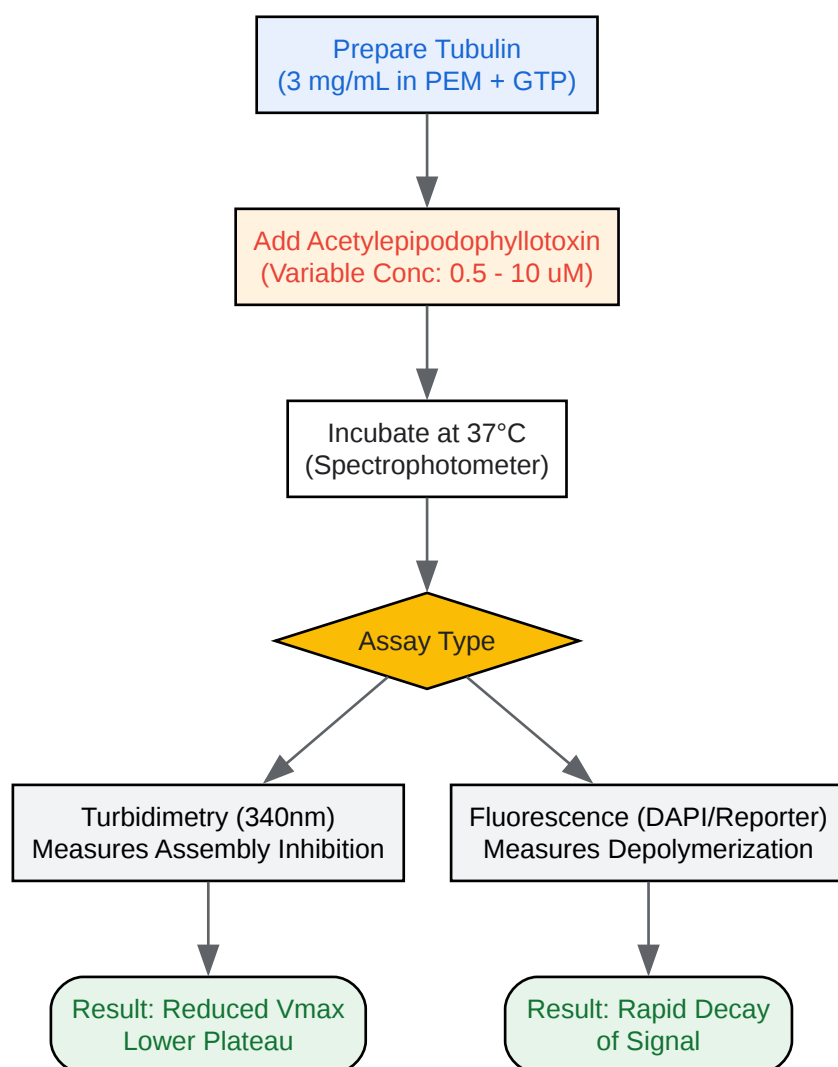 Prepare Tubulin
(3 mg/mL in PEM + GTP)
Add Acetylepipodophyllotoxin
(Variable Conc: 0.5 - 10 uM)
Incubate at 37°C
(Spectrophotometer)
Assay Type
Turbidimetry (340nm)
Measures Assembly Inhibition
Fluorescence (DAPI/Reporter)
Measures Depolymerization
Result: Reduced Vmax
Lower Plateau
Result: Rapid Decay
of Signal